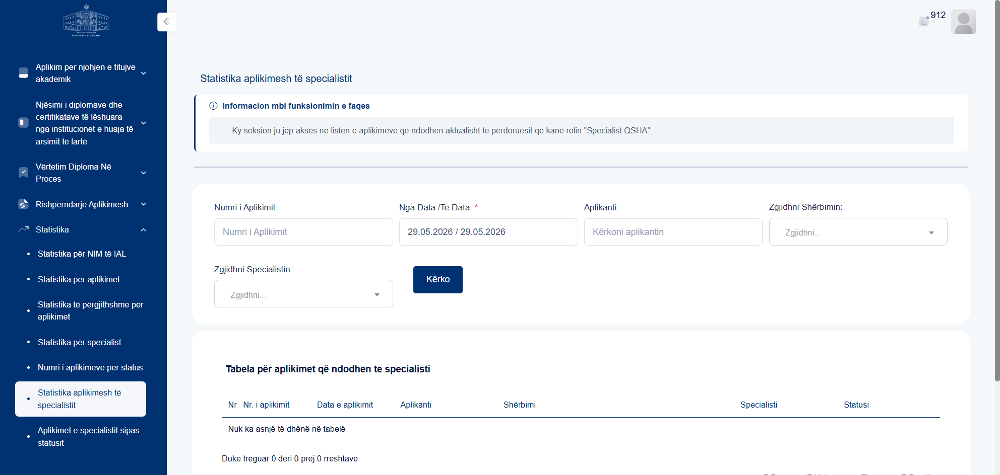 MINISTRIA E ARSIMIT
912
Aplikim per njohjen e titujve
akademik
Njësimi i diplomave dhe
certifikatave të lëshuara
nga institucionet e huaja të
arsimit të lartë
Vërtetim Diploma Në
Proces
Rishpërndarje Aplikimesh
Statistika
Statistika për NIM të IAL
Statistika për aplikimet
Statistika të përgjithshme për
aplikimet
Statistika për specialist
Numri i aplikimeve për status
Statistika aplikimesh të
specialistit
Aplikimet e specialistit sipas
statusit
Statistika aplikimesh të specialistit
Informacion mbi funksionimin e faqes
Ky seksion ju jep akses në listën e aplikimeve që ndodhen aktualisht te përdoruesit që kanë rolin "Specialist QSHA".
Numri i Aplikimit:
Numri i Aplikimit
Nga Data /Te Data: *
29.05.2026 / 29.05.2026
Aplikanti:
Kërkoni aplikantin
Zgjidhni Shërbimin:
Zgjidhni...
Zgjidhni Specialistin:
Zgjidhni...
Kërko
Tabela për aplikimet që ndodhen te specialisti
Nr Nr. i aplikimit Data e aplikimit Aplikanti Shërbimi Specialisti Statusi
Nuk ka asnjë të dhënë në tabelë
Duke treguar 0 deri 0 prej 0 rreshtave